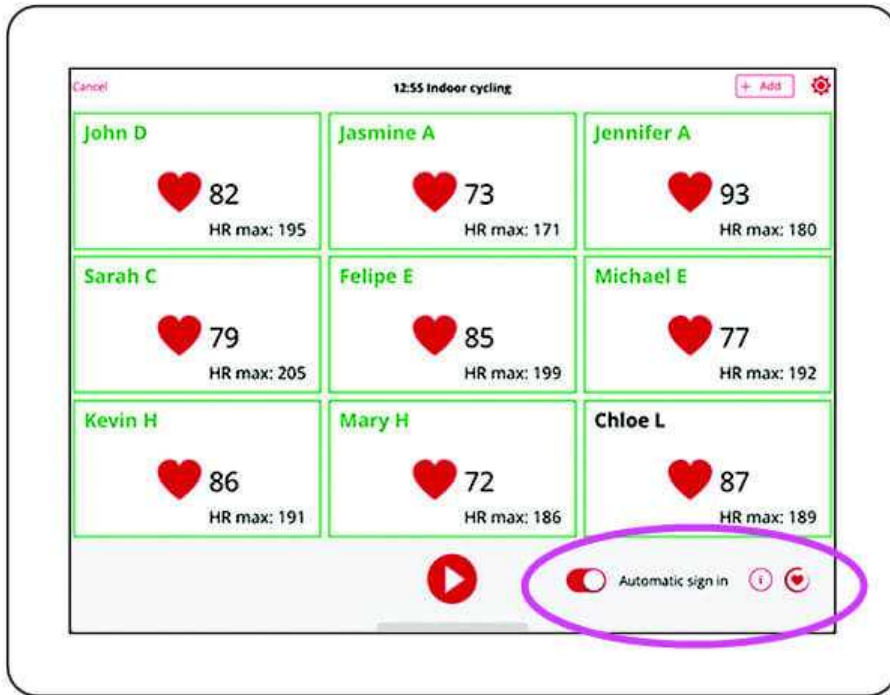 Cancel
12:55 Indoor cycling
+ Add
John D
82
HR max: 195
Jasmine A
73
HR max: 171
Jennifer A
93
HR max: 180
Sarah C
79
HR max: 205
Felipe E
85
HR max: 199
Michael E
77
HR max: 192
Kevin H
86
HR max: 191
Mary H
72
HR max: 186
Chloe L
87
HR max: 189
Automatic sign in
i